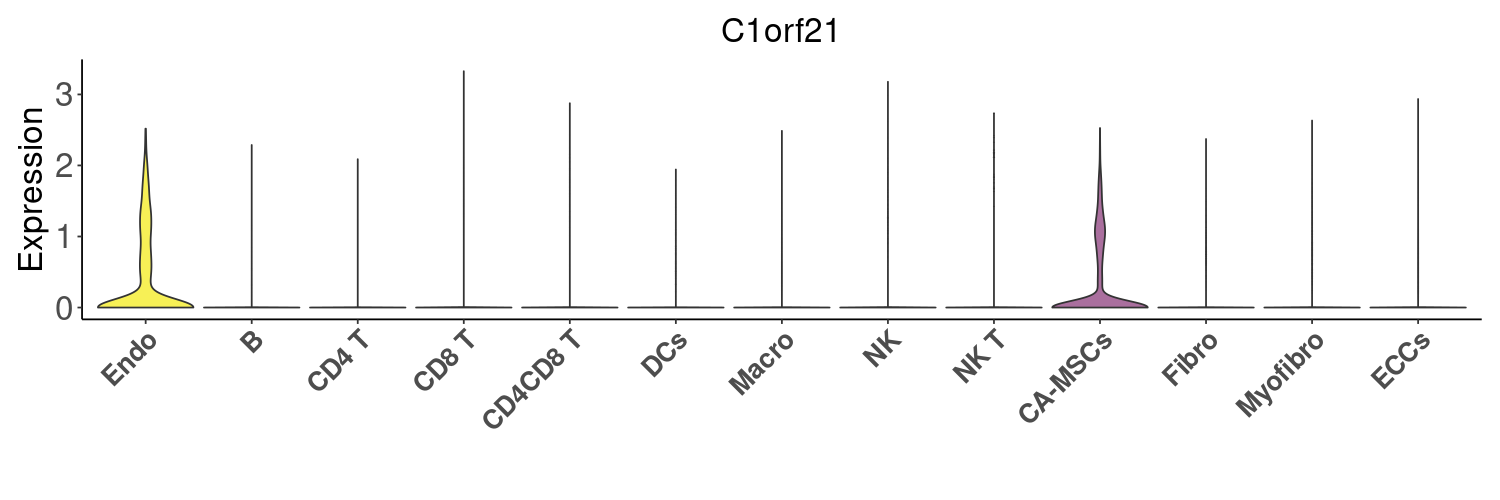 C1orf21
Expression
3
2
1
0
Endo
B
CD4 T
CD8 T
CD4CD8 T
DCs
Macro
NK
NK T
CA-MSCs
Fibro
Myofibro
ECCs